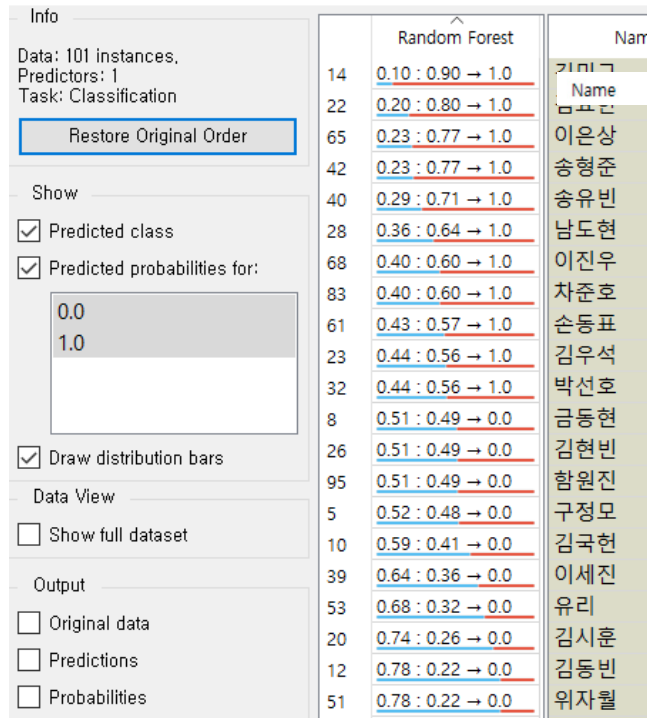 Info
Data: 101 instances,
Predictors: 1
Task: Classification
Restore Original Order
Show
Predicted class
Predicted probabilities for:
0.0
1.0
Draw distribution bars
Data View
Show full dataset
Output
Original data
Predictions
Probabilities
Random Forest
Name
14 0.10 : 0.90 → 1.0
22 0.20 : 0.80 → 1.0
65 0.23 : 0.77 → 1.0 이은상
42 0.23 : 0.77 → 1.0 송형준
40 0.29 : 0.71 → 1.0 송유빈
28 0.36 : 0.64 → 1.0 남도현
68 0.40 : 0.60 → 1.0 이진우
83 0.40 : 0.60 → 1.0 차준호
61 0.43 : 0.57 → 1.0 손동표
23 0.44 : 0.56 → 1.0 김우석
32 0.44 : 0.56 → 1.0 박선호
8 0.51 : 0.49 → 0.0 금동현
26 0.51 : 0.49 → 0.0 김현빈
95 0.51 : 0.49 → 0.0 함원진
5 0.52 : 0.48 → 0.0 구정모
10 0.59 : 0.41 → 0.0 김국헌
39 0.64 : 0.36 → 0.0 이세진
53 0.68 : 0.32 → 0.0 유리
20 0.74 : 0.26 → 0.0 김시훈
12 0.78 : 0.22 → 0.0 김동빈
51 0.78 : 0.22 → 0.0 위자월